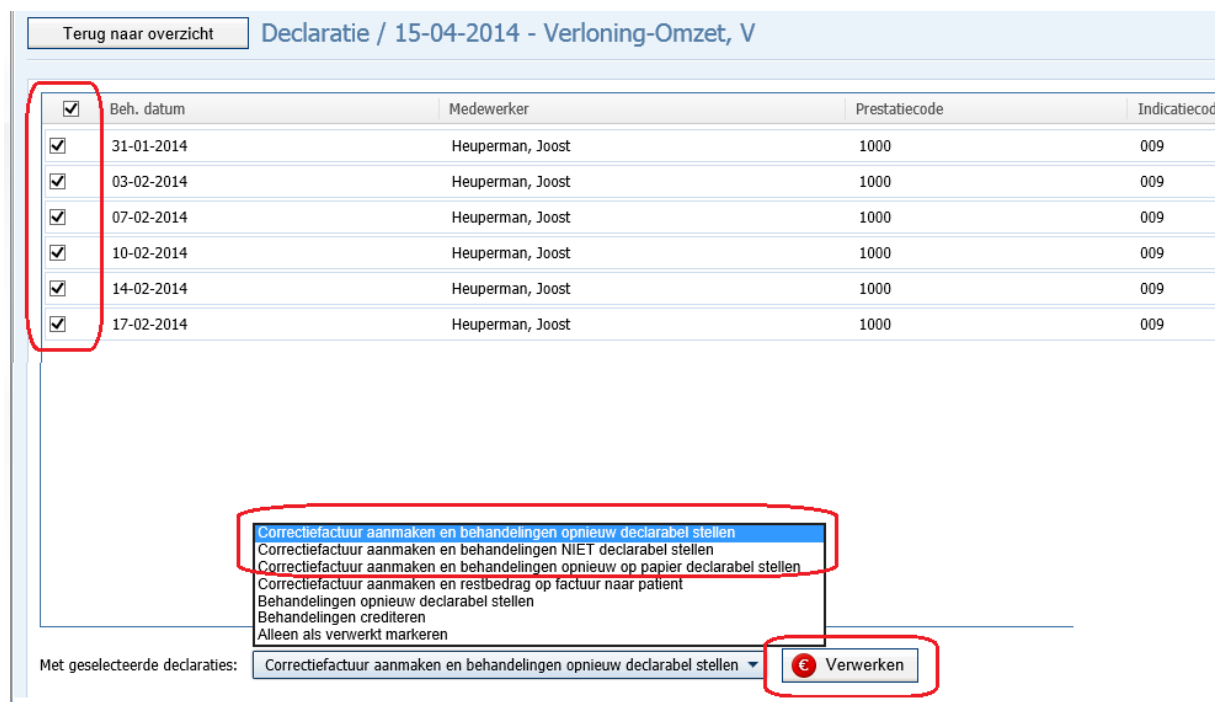 Terug naar overzicht Declaratie / 15-04-2014 - Verloning-Omzet, V
Beh. datum Medewerker Prestatiecode Indicatiecod
31-01-2014 Heuperman, Joost 1000 009
03-02-2014 Heuperman, Joost 1000 009
07-02-2014 Heuperman, Joost 1000 009
10-02-2014 Heuperman, Joost 1000 009
14-02-2014 Heuperman, Joost 1000 009
17-02-2014 Heuperman, Joost 1000 009
Correctiefactuur aanmaken en behandelingen opnieuw declarabel stellen
Correctiefactuur aanmaken en behandelingen NIET declarabel stellen
Correctiefactuur aanmaken en behandelingen opnieuw op papier declarabel stellen
Correctiefactuur aanmaken en restbedrag op factuur naar patient
Behandelingen opnieuw declarabel stellen
Behandelingen crediteren
Alleen als verwerkt markeren
Met geselecteerde declaraties: Correctiefactuur aanmaken en behandelingen opnieuw declarabel stellen € Verwerken